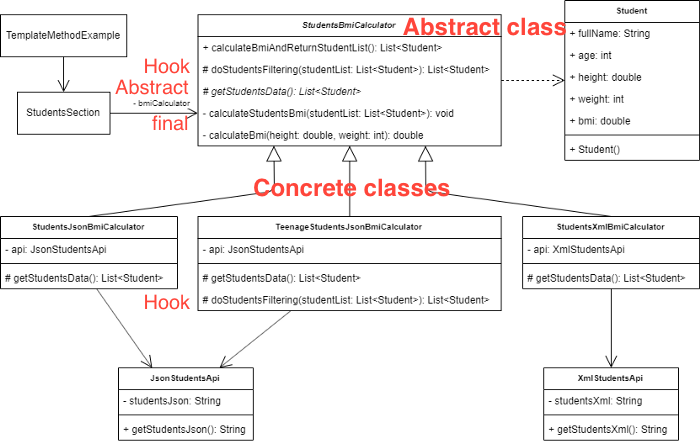 StudentsBmiCalculator
Abstract class
+ calculateBmiAndReturnStudentList(): List<Student>
# doStudentsFiltering(studentList: List<Student>): List<Student>
# getStudentsData(): List<Student>
- calculateStudentsBmi(studentList: List<Student>): void
- calculateBmi(height: double, weight: int): double
Student
+ fullName: String
+ age: int
+ height: double
+ weight: int
+ bmi: double
+ Student()
TemplateMethodExample
StudentsSection
Hook
Abstract
- bmiCalculator
final
Concrete classes
StudentsJsonBmiCalculator
- api: JsonStudentsApi
# getStudentsData(): List<Student>
TeenageStudentsJsonBmiCalculator
- api: JsonStudentsApi
# getStudentsData(): List<Student>
Hook
# doStudentsFiltering(studentList: List<Student>): List<Student>
StudentsXmlBmiCalculator
- api: XmlStudentsApi
# getStudentsData(): List<Student>
JsonStudentsApi
- studentsJson: String
+ getStudentsJson(): String
XmlStudentsApi
- studentsXml: String
+ getStudentsXml(): String